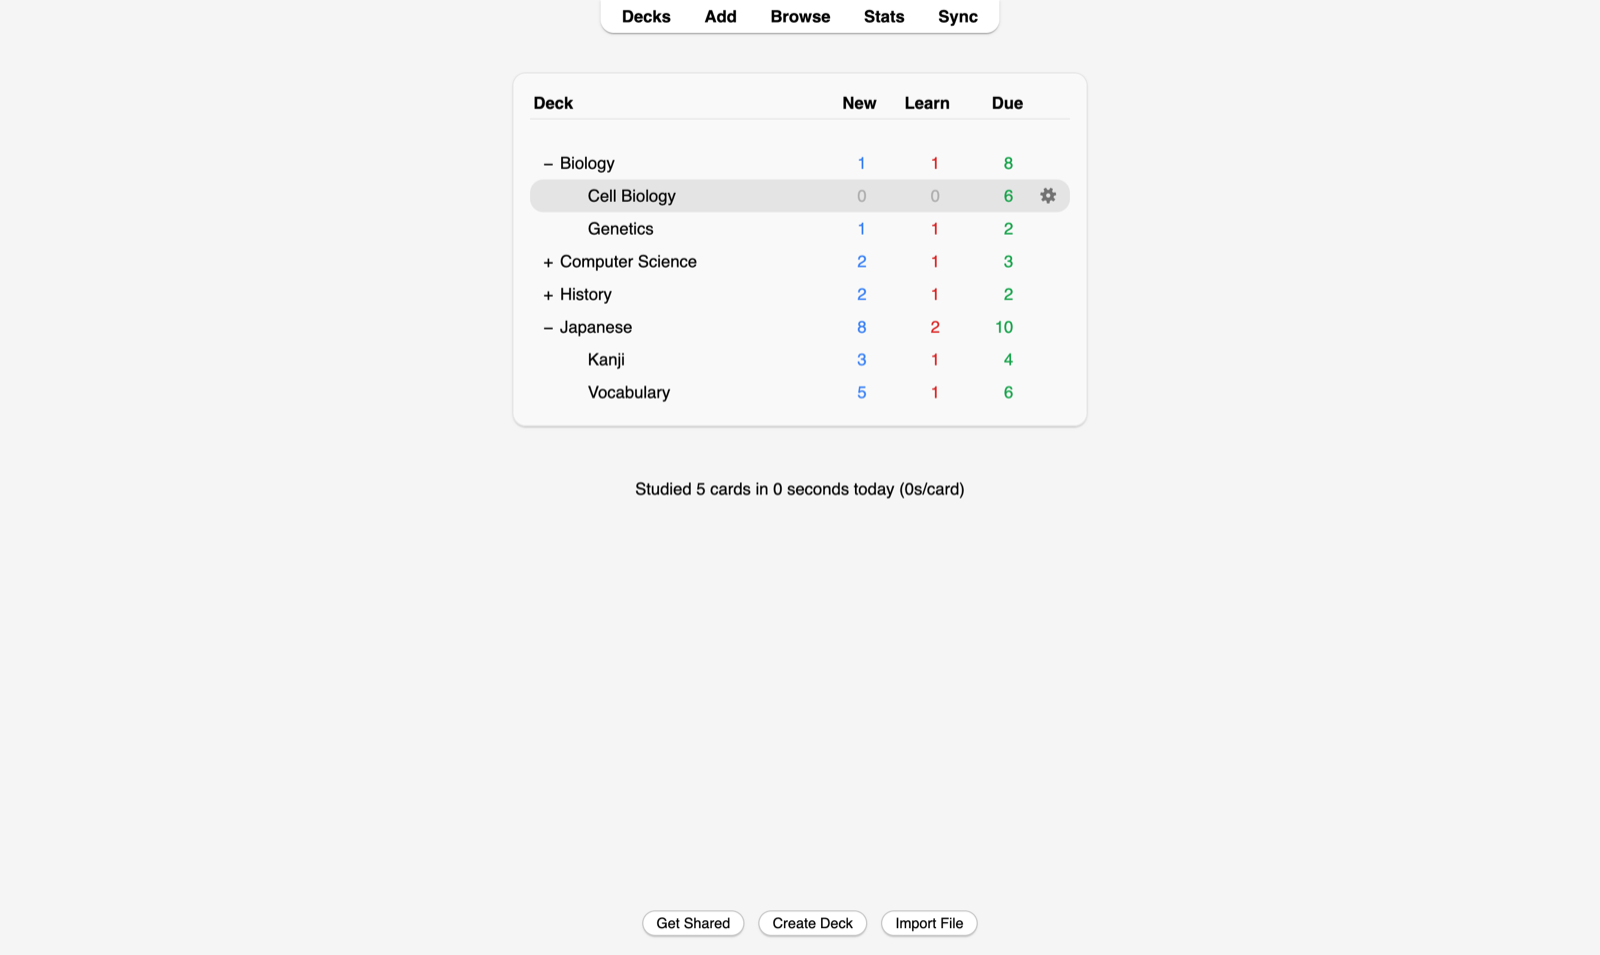 Decks Add Browse Stats Sync
Deck New Learn Due
– Biology 1 1 8
Cell Biology 0 0 6
Genetics 1 1 2
+ Computer Science 2 1 3
+ History 2 1 2
– Japanese 8 2 10
Kanji 3 1 4
Vocabulary 5 1 6
Studied 5 cards in 0 seconds today (0s/card)
Get Shared Create Deck Import File